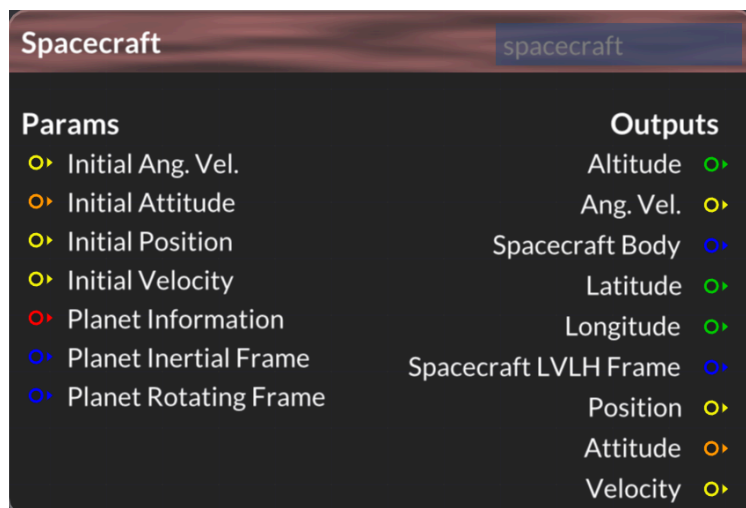 Spacecraft
spacecraft
Params
Initial Ang. Vel.
Initial Attitude
Initial Position
Initial Velocity
Planet Information
Planet Inertial Frame
Planet Rotating Frame
Outputs
Altitude
Ang. Vel.
Spacecraft Body
Latitude
Longitude
Spacecraft LVLH Frame
Position
Attitude
Velocity